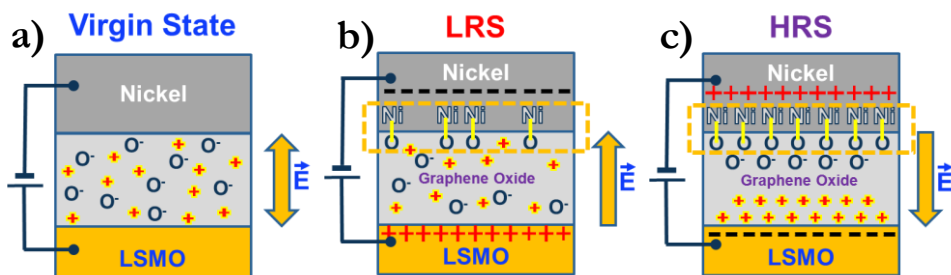 a) Virgin State
Nickel
O⁻ O⁻
O⁻ O⁻
O⁻ O⁻
O⁻ O⁻
E
LSMO
b) LRS
Nickel
- - - - - - - - - -
Ni Ni Ni Ni
O O O O
Graphene Oxide
O⁻
O⁻ O⁻
E
+ + + + + + + + + + +
LSMO
c) HRS
Nickel
+ + + + + + + + + + +
Ni Ni Ni Ni Ni Ni Ni
O O O O O O O
O⁻ O⁻ O⁻ O⁻ O⁻
Graphene Oxide
E
+ + + + + + + +
+ + + + + + + + +
- - - - - - - - - -
LSMO